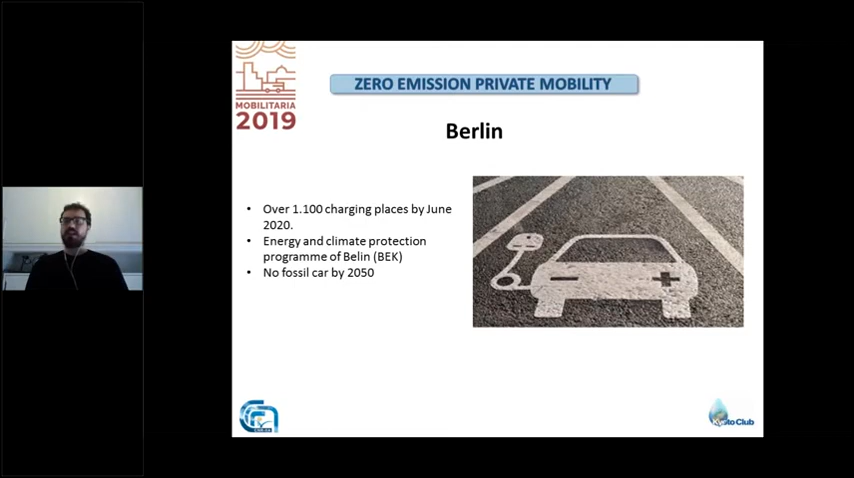 MOBILITARIA
2019
ZERO EMISSION PRIVATE MOBILITY
Berlin
• Over 1.100 charging places by June
2020.
• Energy and climate protection
programme of Belin (BEK)
• No fossil car by 2050
Kyoto Club